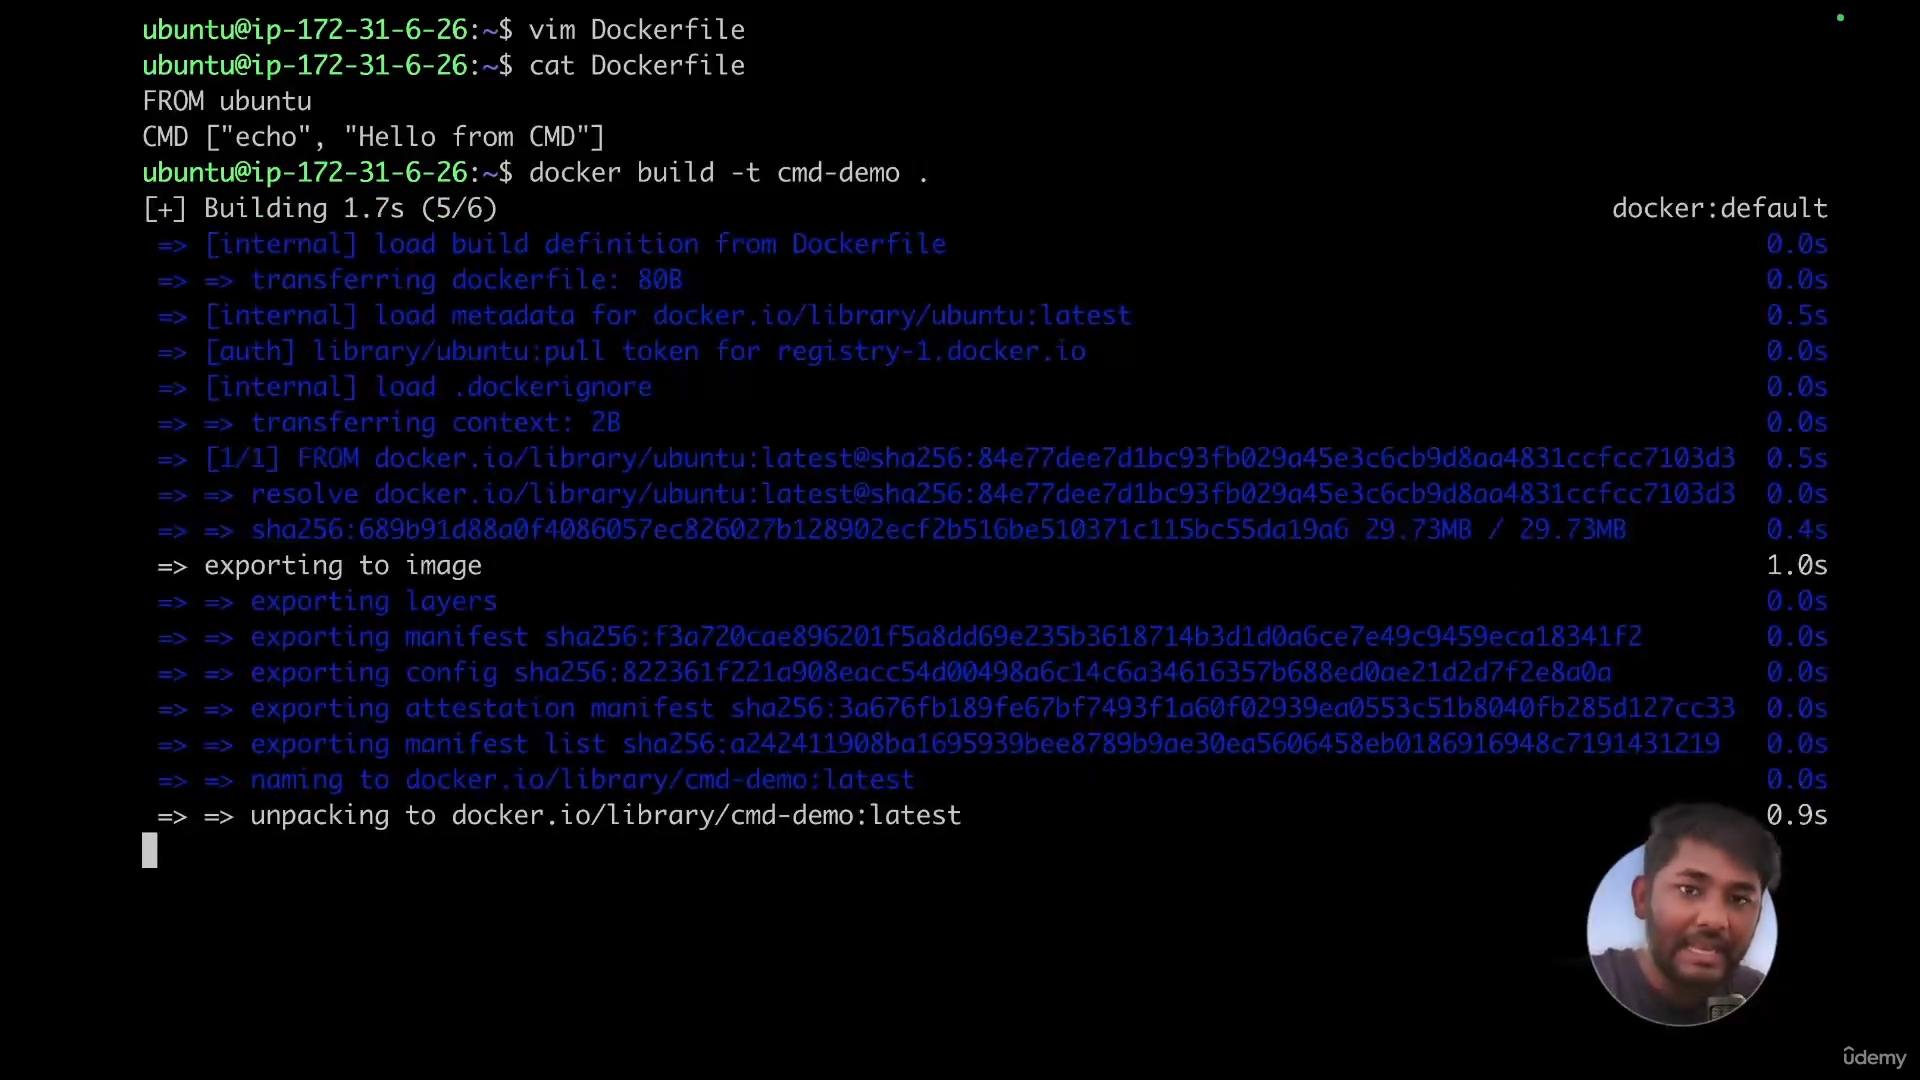 ubuntu@ip-172-31-6-26:~$ vim Dockerfile
ubuntu@ip-172-31-6-26:~$ cat Dockerfile
FROM ubuntu
CMD ["echo", "Hello from CMD"]
ubuntu@ip-172-31-6-26:~$ docker build -t cmd-demo .
[+] Building 1.7s (5/6) docker:default
=> [internal] load build definition from Dockerfile 0.0s
=> => transferring dockerfile: 80B 0.0s
=> [internal] load metadata for docker.io/library/ubuntu:latest 0.5s
=> [auth] library/ubuntu:pull token for registry-1.docker.io 0.0s
=> [internal] load .dockerignore 0.0s
=> => transferring context: 2B 0.0s
=> [1/1] FROM docker.io/library/ubuntu:latest@sha256:84e77dee7d1bc93fb029a45e3c6cb9d8aa4831ccfcc7103d3 0.5s
=> => resolve docker.io/library/ubuntu:latest@sha256:84e77dee7d1bc93fb029a45e3c6cb9d8aa4831ccfcc7103d3 0.0s
=> => sha256:689b91d88a0f4086057ec826027b128902ecf2b516be510371c115bc55da19a6 29.73MB / 29.73MB 0.4s
=> exporting to image 1.0s
=> => exporting layers 0.0s
=> => exporting manifest sha256:f3a720cae896201f5a8dd69e235b3618714b3d1d0a6ce7e49c9459eca18341f2 0.0s
=> => exporting config sha256:822361f221a908eacc54d00498a6c14c6a34616357b688ed0ae21d2d7f2e8a0a 0.0s
=> => exporting attestation manifest sha256:3a676fb189fe67bf7493f1a60f02939ea0553c51b8040fb285d127cc33 0.0s
=> => exporting manifest list sha256:a242411908ba1695939bee8789b9ae30ea5606458eb0186916948c7191431219 0.0s
=> => naming to docker.io/library/cmd-demo:latest 0.0s
=> => unpacking to docker.io/library/cmd-demo:latest 0.9s
ûdemy